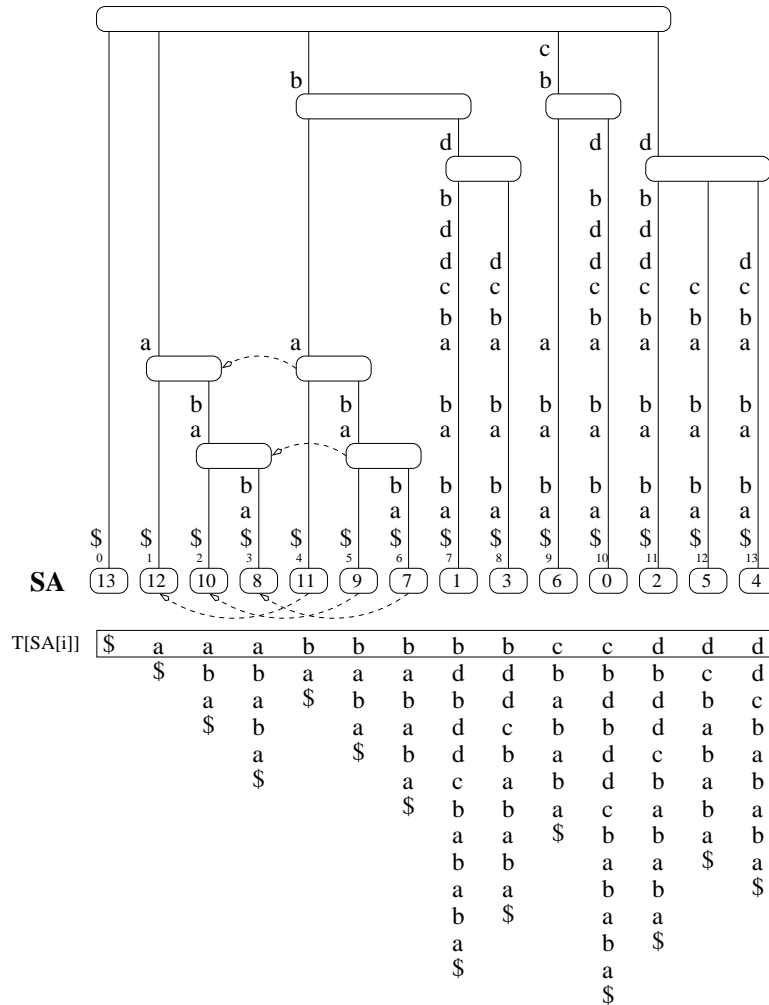 c
b b
d d d
b b b
d d d
d d d d d
c c c c c c
b b b b b b
a a a a a a a a a
b b b b b b b b b
a a a a a a a a a
b b b b b b b b b
a a a a a a a a a
$ $ $ $ $ $ $ $ $ $ $ $ $ $
0 1 2 3 4 5 6 7 8 9 10 11 12 13
SA 13 12 10 8 11 9 7 1 3 6 0 2 5 4
T[SA[i]] $ a a a b b b b b c c d d d
$ b b a a a d d b b b c d
a a $ b b b d a d d b c
$ b a a d c b b d a b
a $ b d b a d c b a
$ a c a b d b a b
$ b b a c a b a
a a $ b b a b
b b a a $ a
a a b b $
b $ a a
a b $
$ a
$